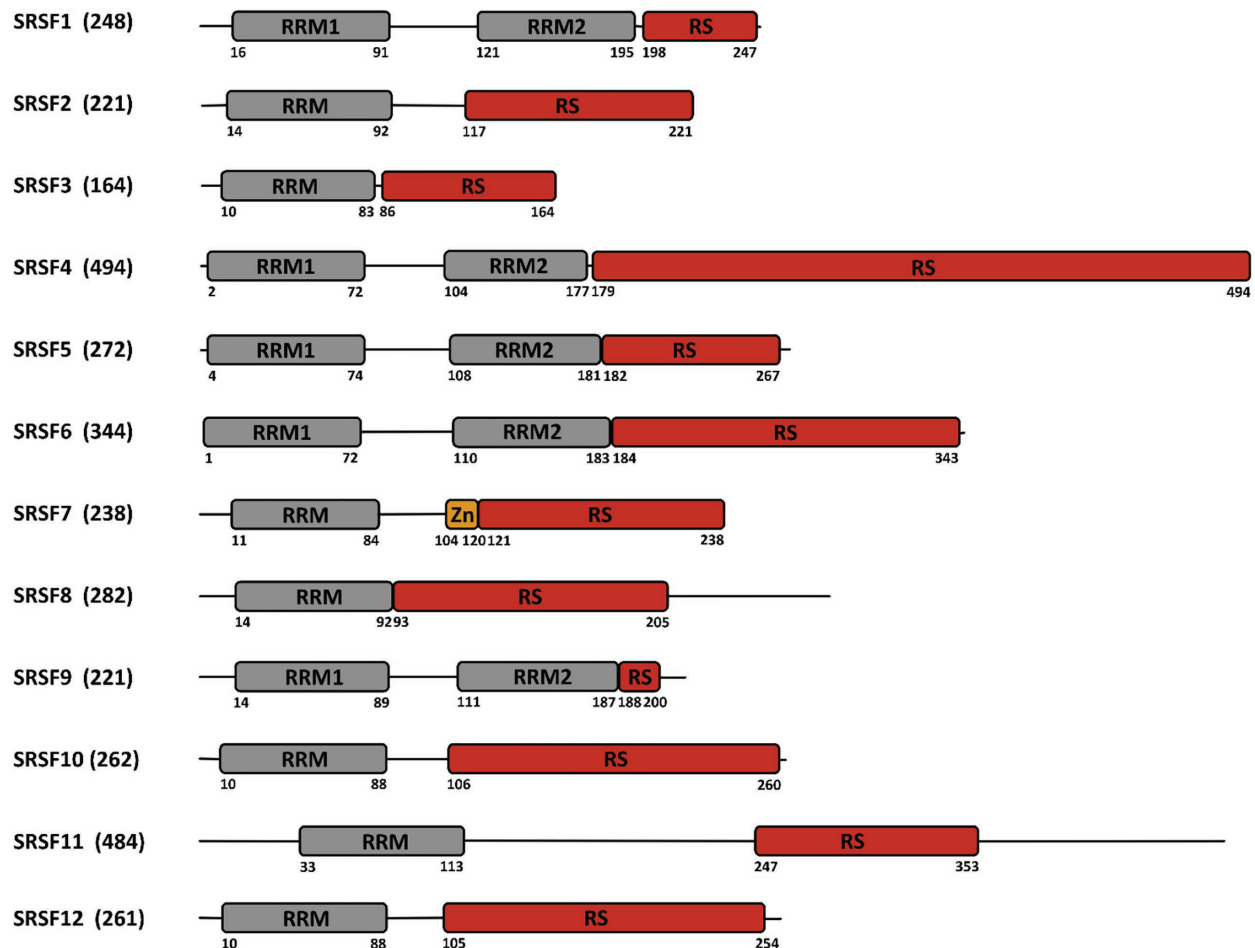 SRSF1 (248) RRM1 RRM2 RS
16 91 121 195 198 247
SRSF2 (221) RRM RS
14 92 117 221
SRSF3 (164) RRM RS
10 83 86 164
SRSF4 (494) RRM1 RRM2 RS
2 72 104 177 179 494
SRSF5 (272) RRM1 RRM2 RS
4 74 108 181 182 267
SRSF6 (344) RRM1 RRM2 RS
1 72 110 183 184 343
SRSF7 (238) RRM Zn RS
11 84 104 120 121 238
SRSF8 (282) RRM RS
14 92 93 205
SRSF9 (221) RRM1 RRM2 RS
14 89 111 187 188 200
SRSF10 (262) RRM RS
10 88 106 260
SRSF11 (484) RRM RS
33 113 247 353
SRSF12 (261) RRM RS
10 88 105 254